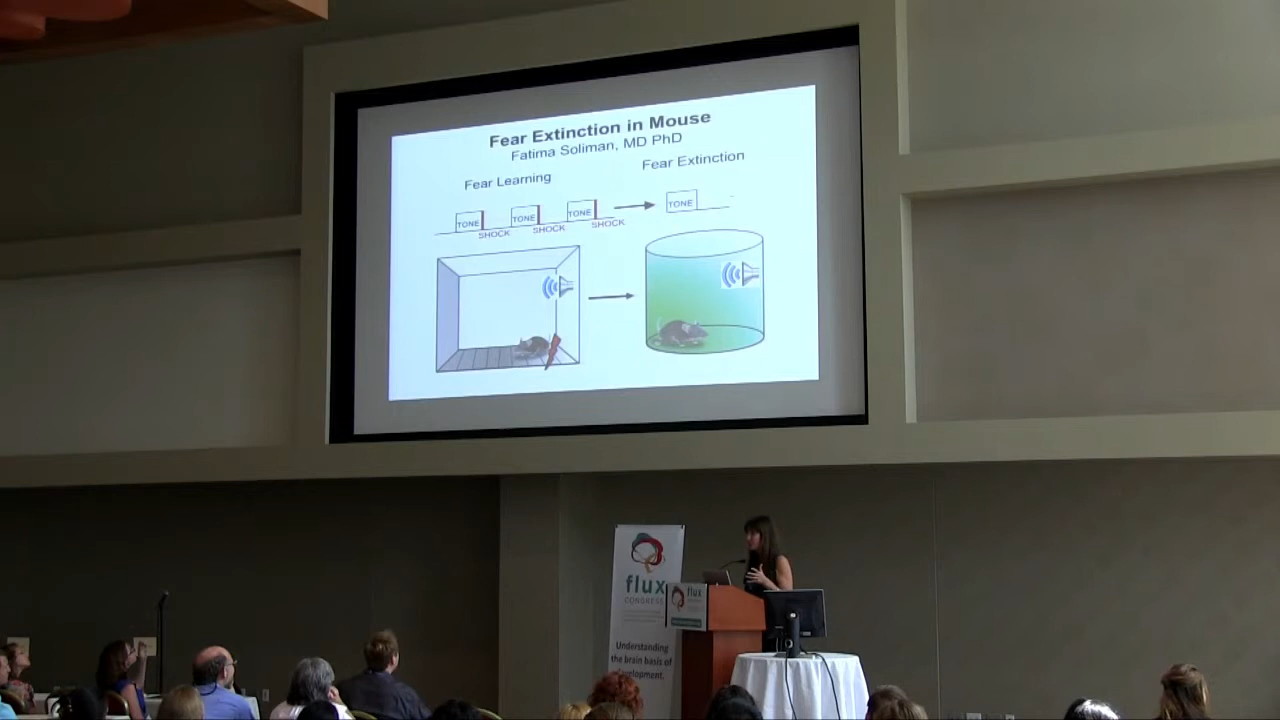 Fear Extinction in Mouse
Fatima Soliman, MD PhD
Fear Learning
Fear Extinction
TONE
TONE
TONE
TONE
SHOCK
SHOCK
SHOCK
flux
CONGRESS
Understanding
the brain basis of
development.
flux